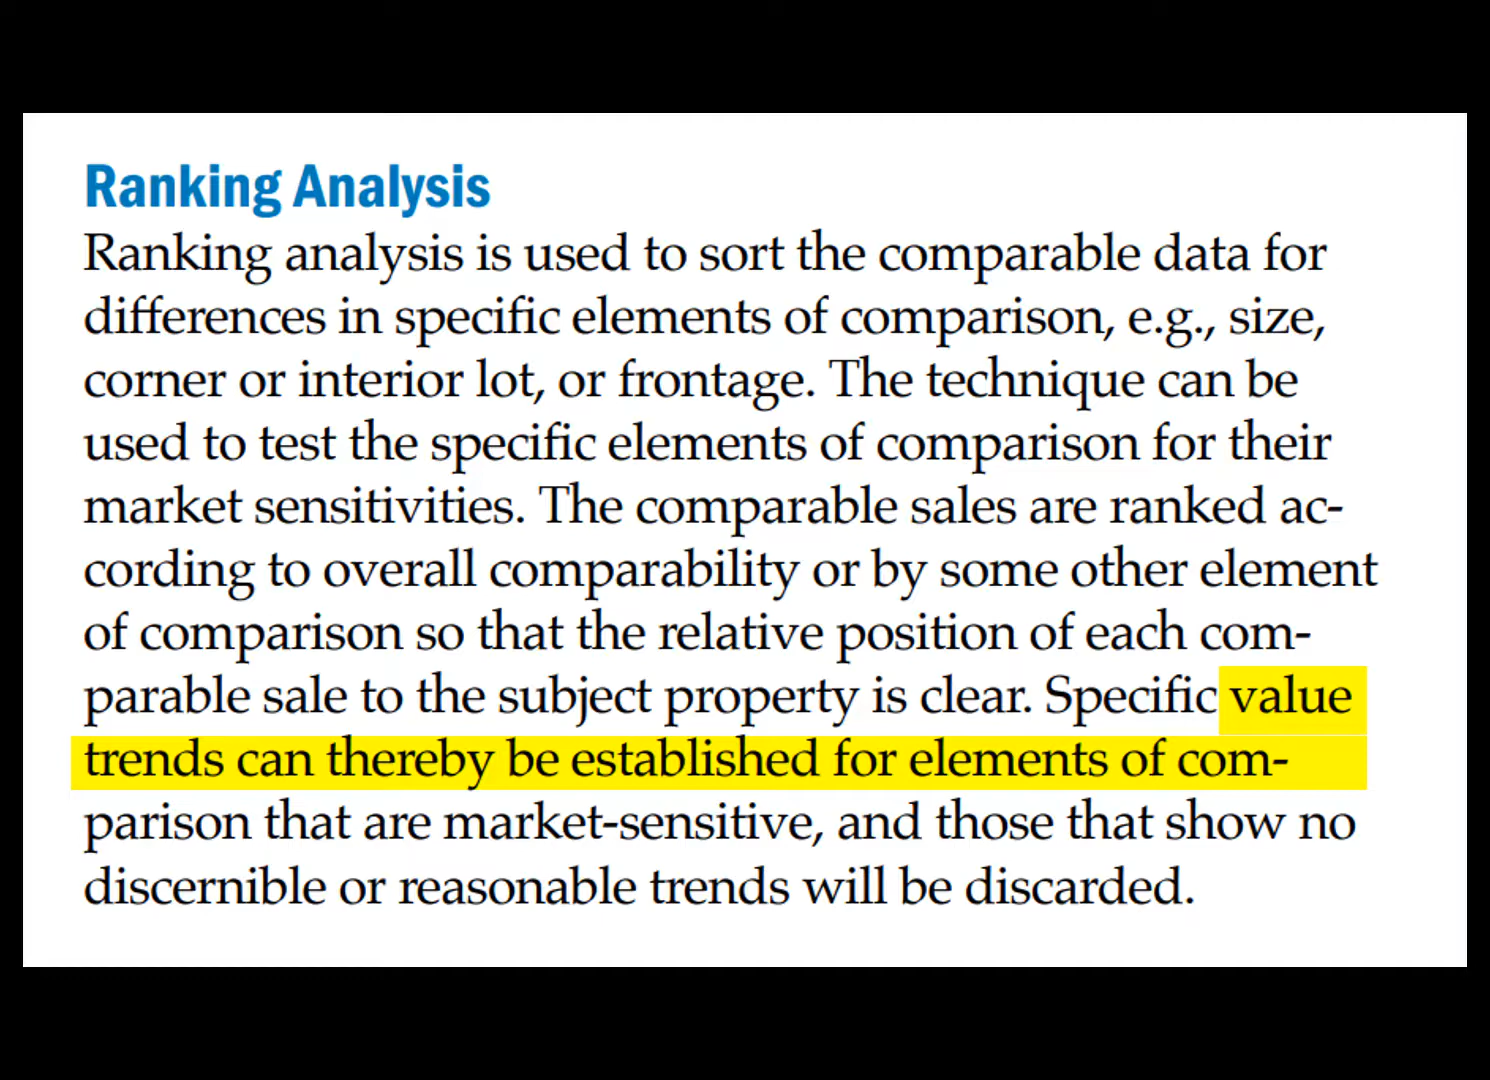 Ranking Analysis
Ranking analysis is used to sort the comparable data for
differences in specific elements of comparison, e.g., size,
corner or interior lot, or frontage. The technique can be
used to test the specific elements of comparison for their
market sensitivities. The comparable sales are ranked ac-
cording to overall comparability or by some other element
of comparison so that the relative position of each com-
parable sale to the subject property is clear. Specific value
trends can thereby be established for elements of com-
parison that are market-sensitive, and those that show no
discernible or reasonable trends will be discarded.